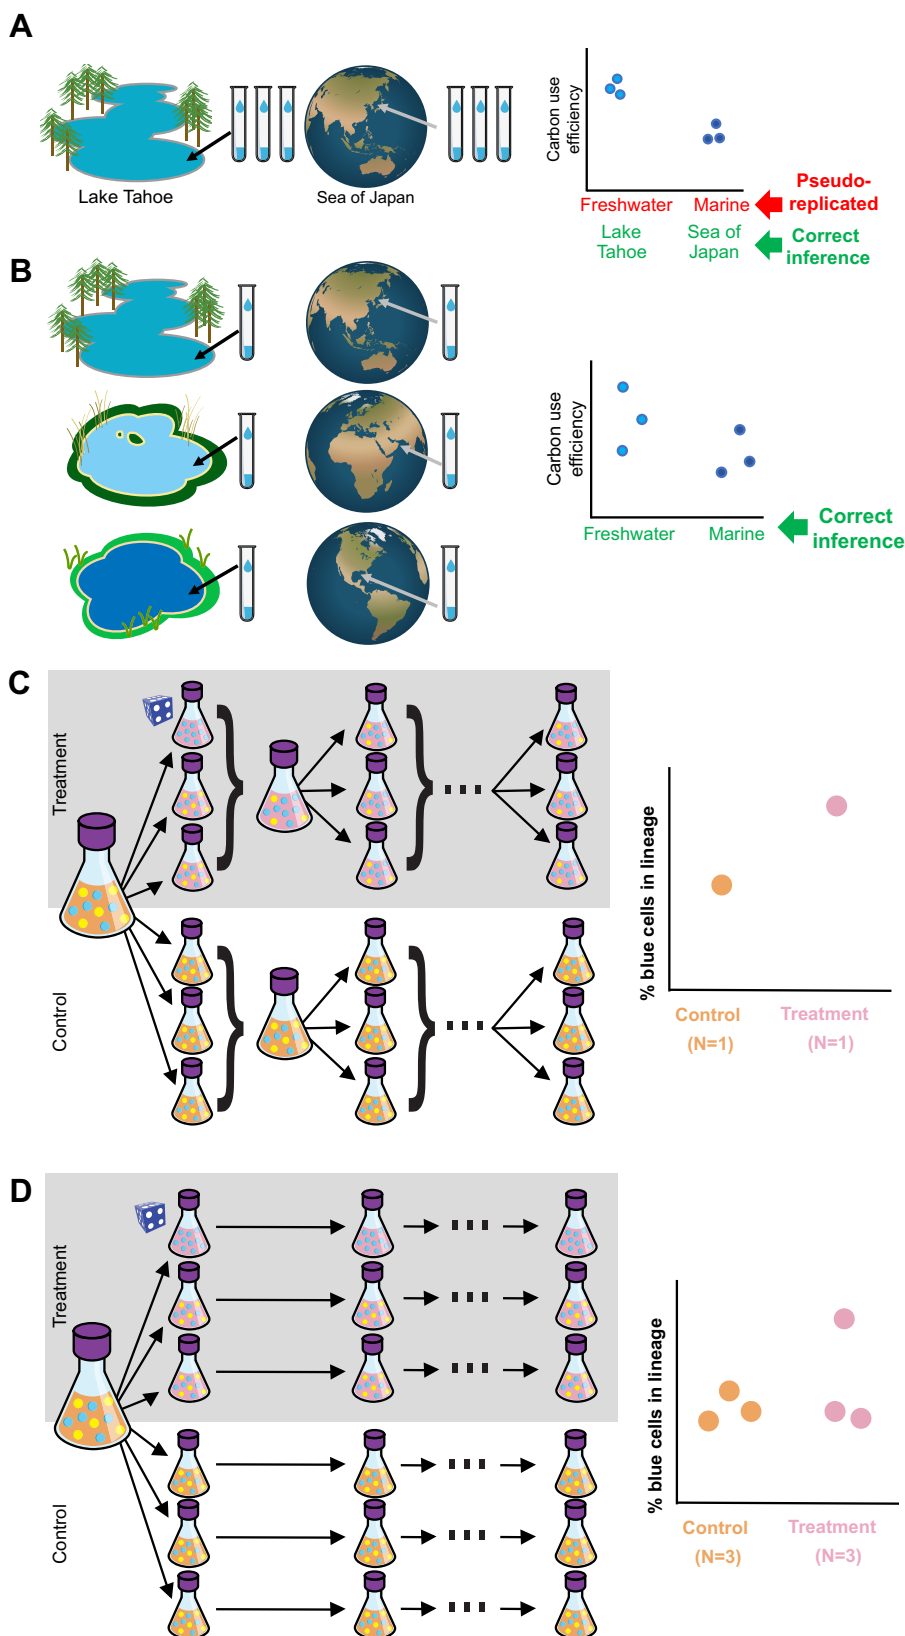 A
Lake Tahoe
Sea of Japan
Carbon use
efficiency
Freshwater
Marine
Pseudo-
replicated
Lake
Tahoe
Sea of
Japan
Correct
inference
B
Carbon use
efficiency
Freshwater
Marine
Correct
inference
C
Treatment
Control
% blue cells in lineage
Control
(N=1)
Treatment
(N=1)
D
Treatment
Control
% blue cells in lineage
Control
(N=3)
Treatment
(N=3)